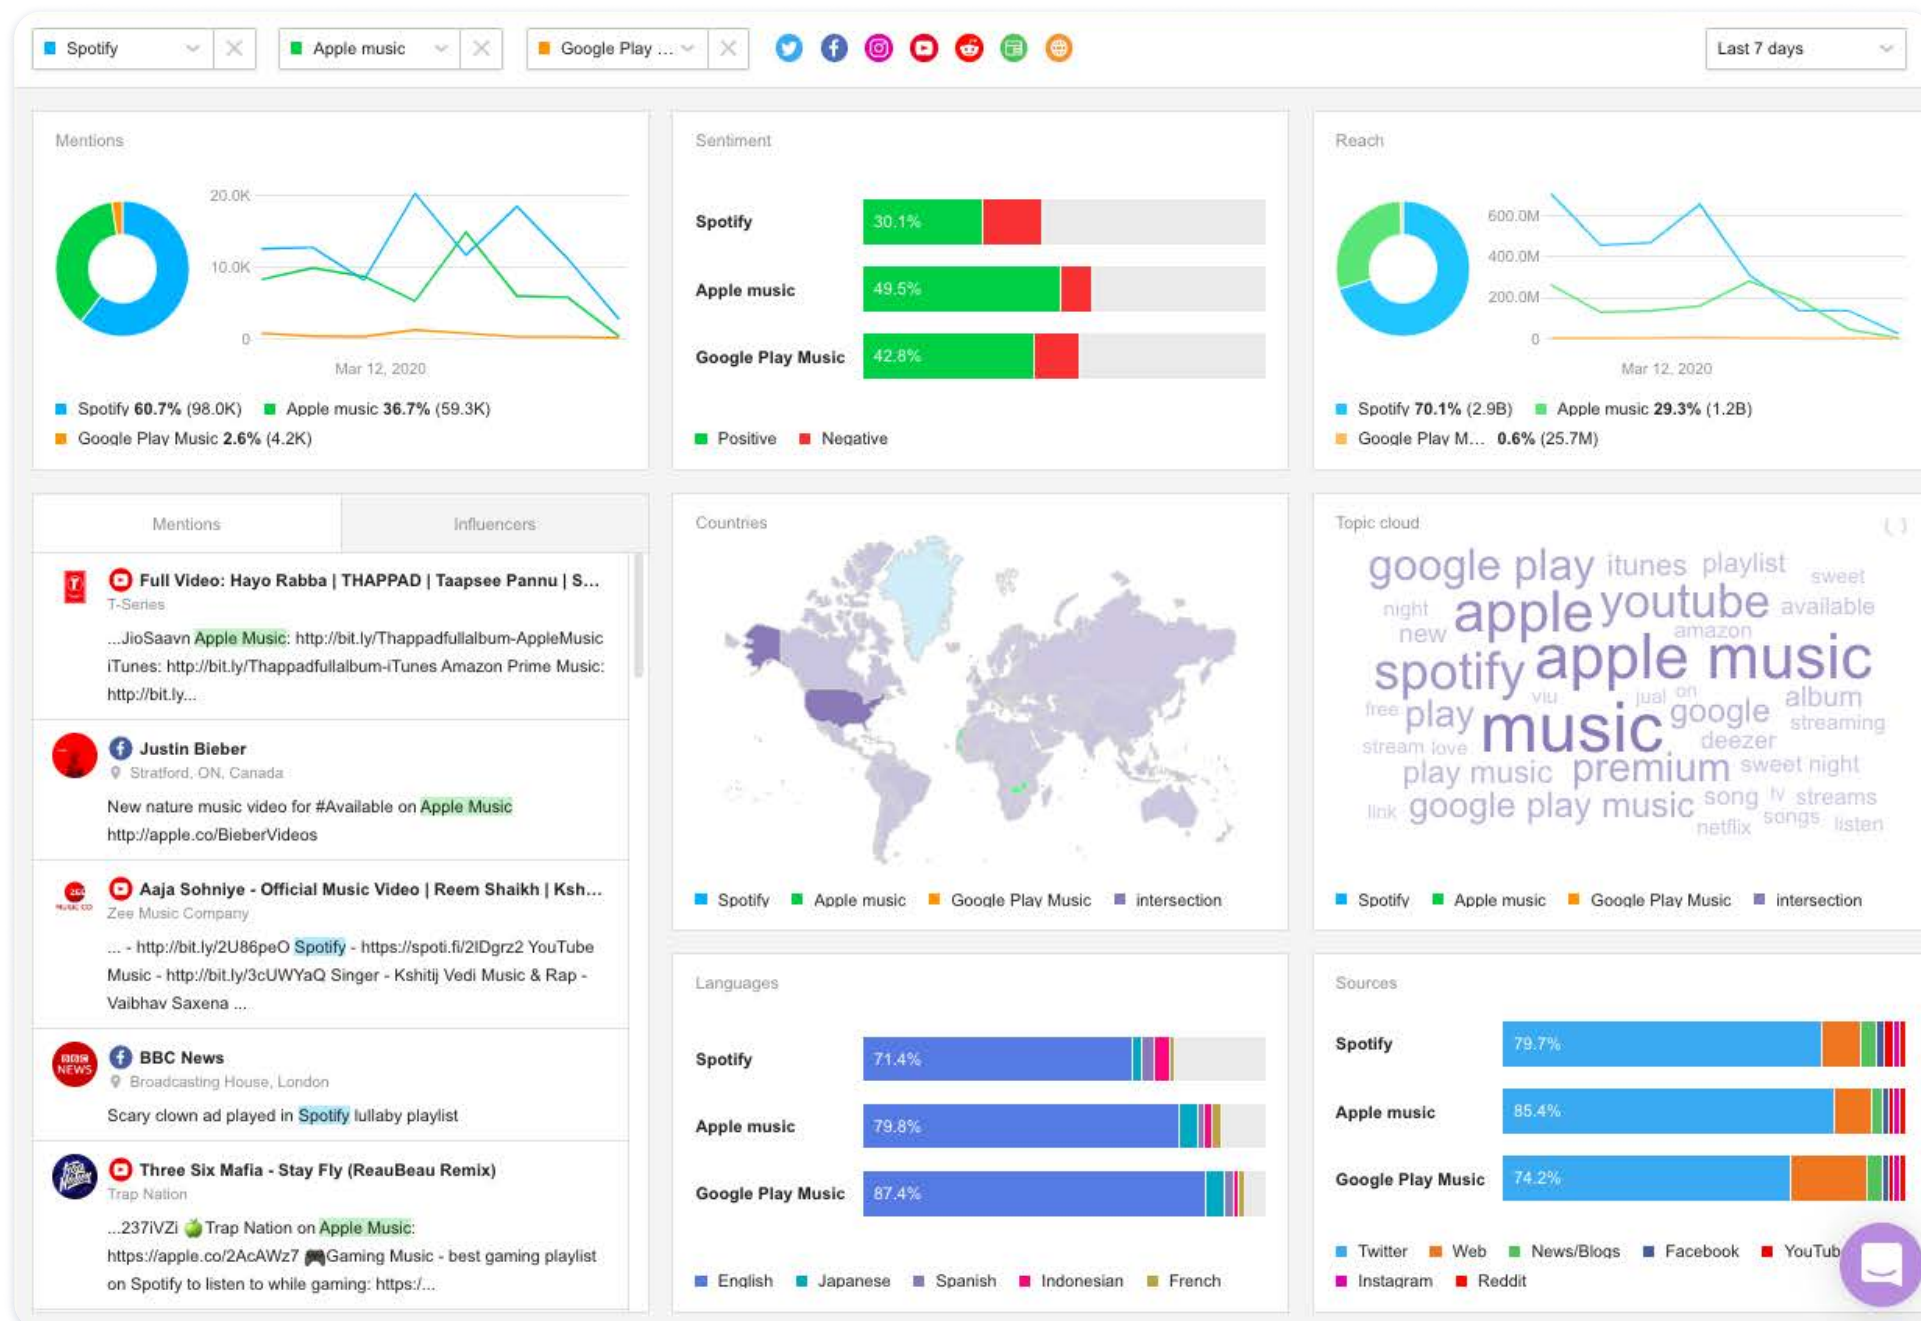 Spotify
Apple music
Google Play ...
Last 7 days
Mentions
20.0K
10.0K
0
Mar 12, 2020
Spotify 60.7% (98.0K) Apple music 36.7% (59.3K)
Google Play Music 2.6% (4.2K)
Sentiment
Spotify 30.1%
Apple music 49.5%
Google Play Music 42.8%
Positive Negative
Reach
600.0M
400.0M
200.0M
0
Mar 12, 2020
Spotify 70.1% (2.9B) Apple music 29.3% (1.2B)
Google Play M... 0.6% (25.7M)
Mentions Influencers
Full Video: Hayo Rabba | THAPPAD | Taapsee Pannu | S...
T-Series
...JioSaavn Apple Music: http://bit.ly/Thappadfullalbum-AppleMusic
iTunes: http://bit.ly/Thappadfullalbum-iTunes Amazon Prime Music:
http://bit.ly...
Justin Bieber
Stratford, ON, Canada
New nature music video for #Available on Apple Music
http://apple.co/BieberVideos
ZEE
MUSIC CO
Aaja Sohniye - Official Music Video | Reem Shaikh | Ksh...
Zee Music Company
... - http://bit.ly/2U86peO Spotify - https://spoti.fi/2IDgrz2 YouTube
Music - http://bit.ly/3cUWYaQ Singer - Kshitij Vedi Music & Rap -
Vaibhav Saxena ...
BBC
NEWS
BBC News
Broadcasting House, London
Scary clown ad played in Spotify lullaby playlist
Trap Nation
Three Six Mafia - Stay Fly (ReauBeau Remix)
Trap Nation
...237iVZi Trap Nation on Apple Music:
https://apple.co/2AcAWz7 Gaming Music - best gaming playlist
on Spotify to listen to while gaming: https:/...
Countries
Spotify Apple music Google Play Music intersection
Topic cloud
google play itunes playlist sweet
night apple youtube available
new amazon
spotify apple music
viu jual on album
free play music google streaming
stream love . deezer
play music premium sweet night
link google play music song tv streams
netflix songs listen
Spotify Apple music Google Play Music intersection
Languages
Spotify 71.4%
Apple music 79.8%
Google Play Music 87.4%
English Japanese Spanish Indonesian French
Sources
Spotify 79.7%
Apple music 85.4%
Google Play Music 74.2%
Twitter Web News/Blogs Facebook YouTub
Instagram Reddit